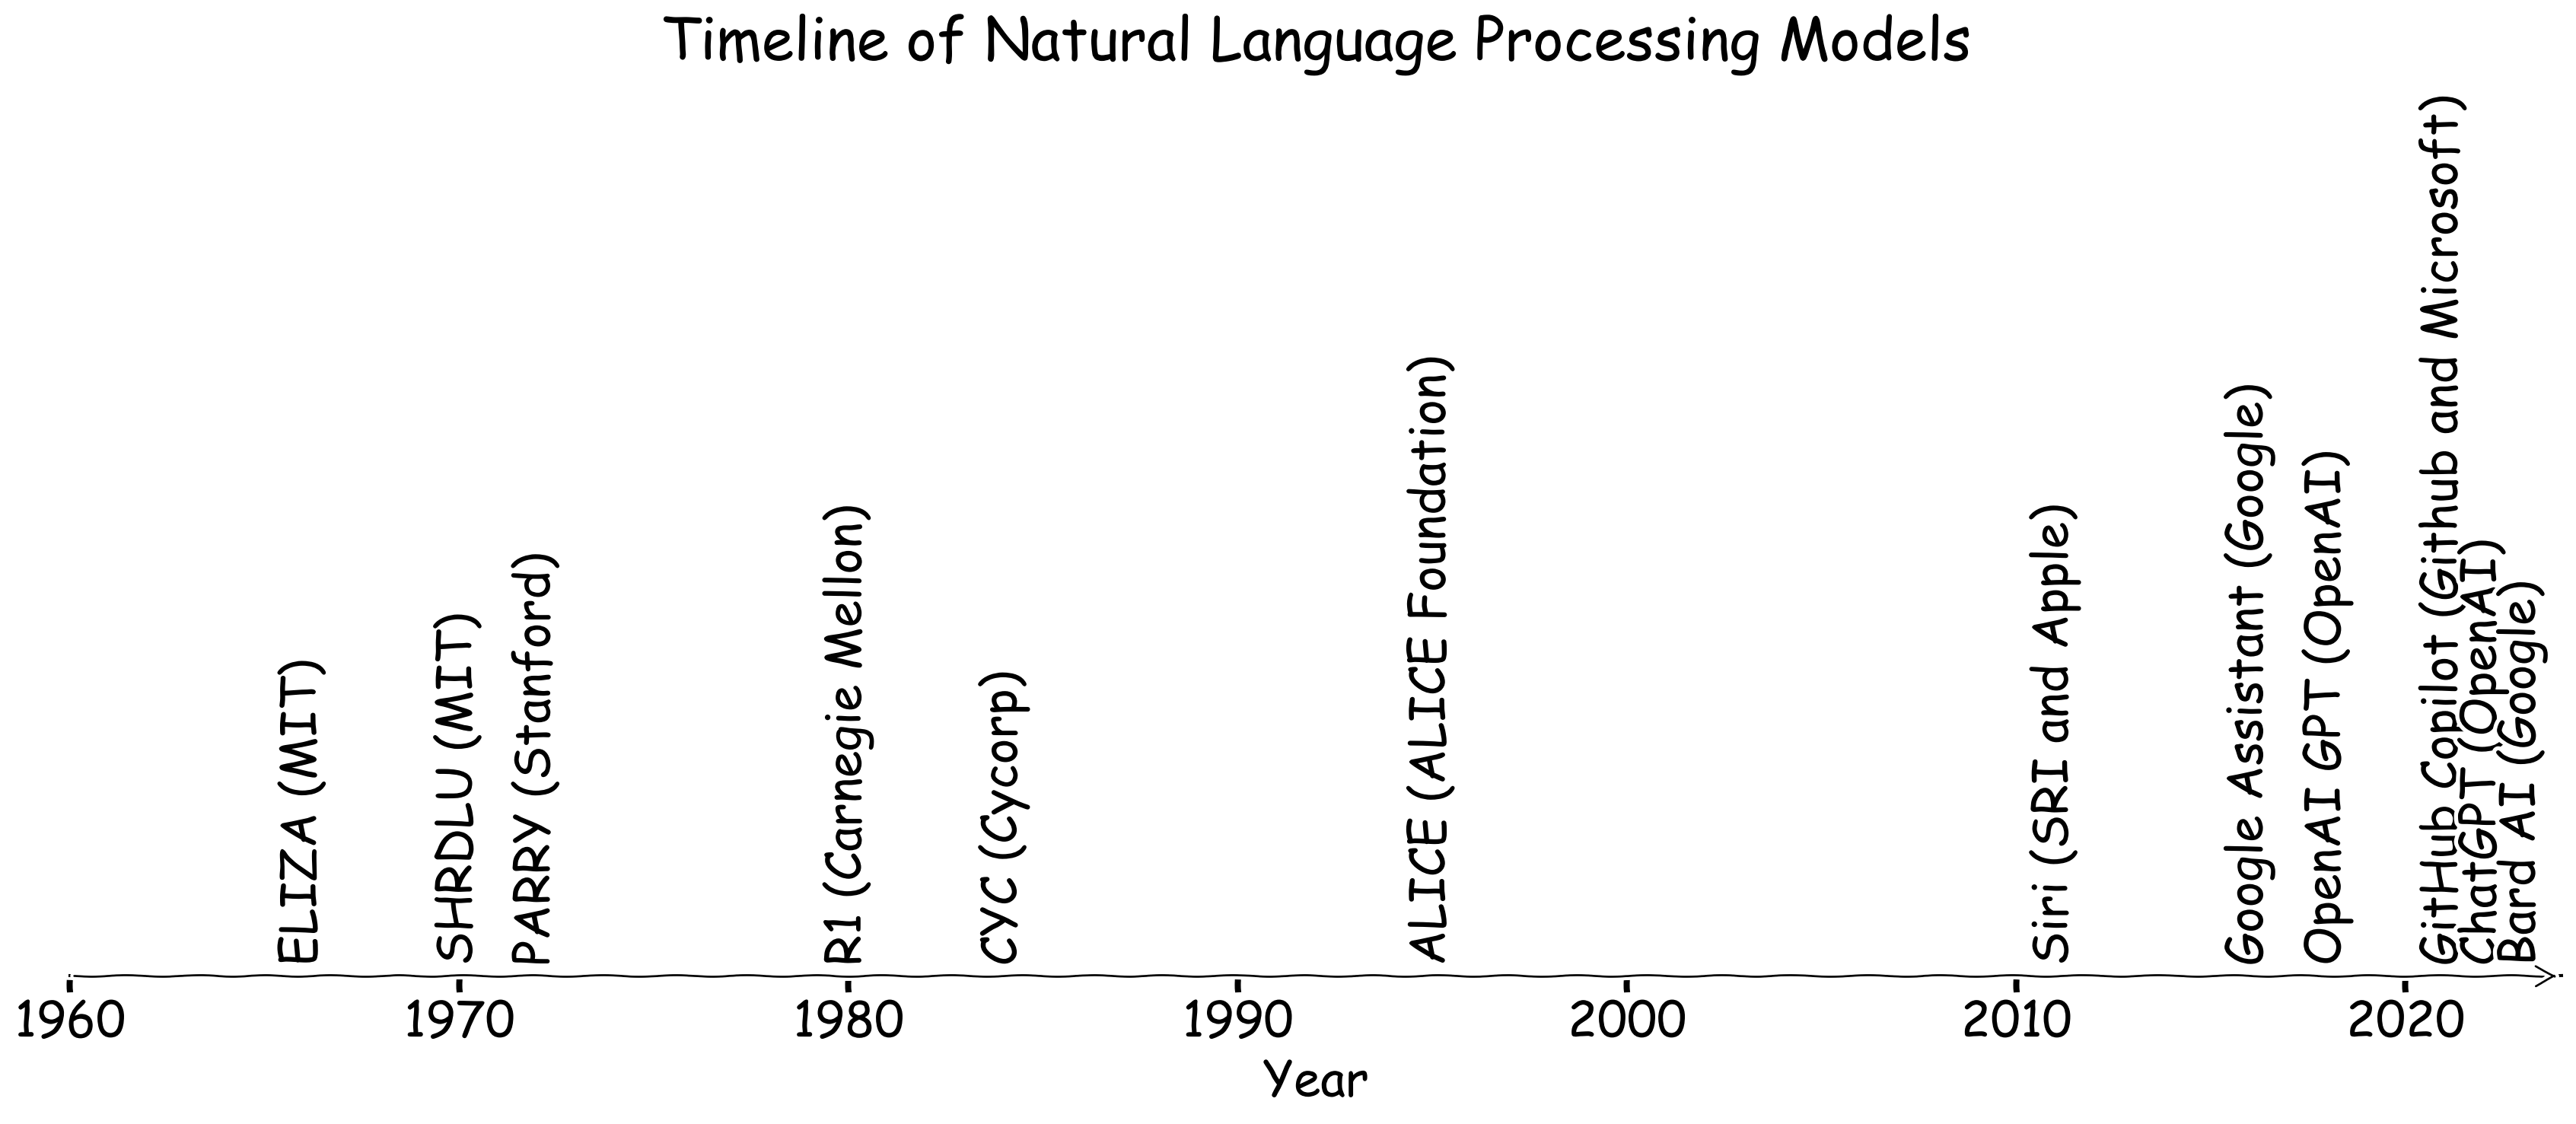 Timeline of Natural Language Processing Models
ELIZA (MIT)
SHRDLU (MIT)
PARRY (Stanford)
R1 (Carnegie Mellon)
CYC (Cycorp)
ALICE (ALICE Foundation)
Siri (SRI and Apple)
Google Assistant (Google)
OpenAI GPT (OpenAI)
GitHub Copilot (Github and Microsoft)
ChatGPT (OpenAI)
Bard AI (Google)
1960 1970 1980 1990 2000 2010 2020
Year